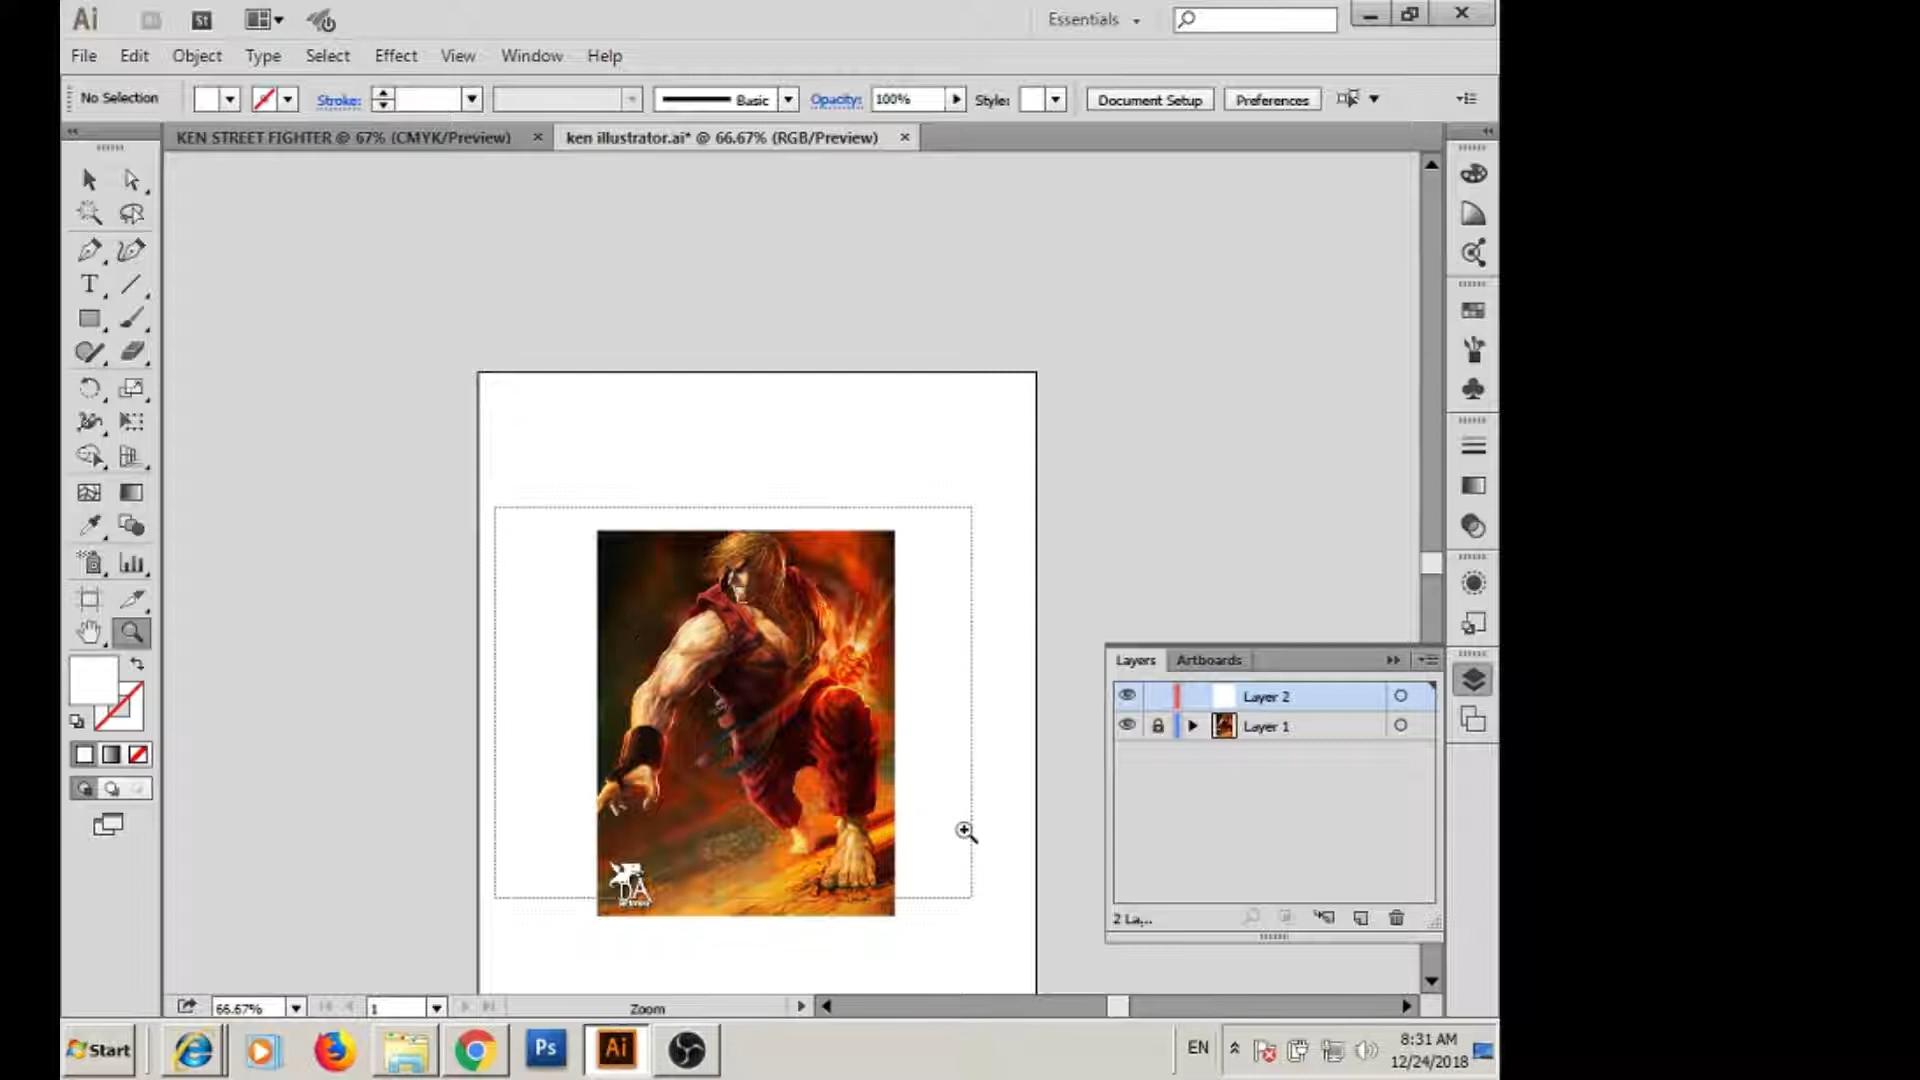 Ai
St
Essentials
File Edit Object Type Select Effect View Window Help
No Selection
Stroke:
Basic
Opacity:
100%
Style:
Document Setup
Preferences
KEN STREET FIGHTER @ 67% (CMYK/Preview)
ken illustrator.ai* @ 66.67% (RGB/Preview)
T
DA
Layers
Artboards
Layer 2
Layer 1
2 La...
66.67%
1
Zoom
Start
Ps
Ai
EN
8:31 AM
12/24/2018